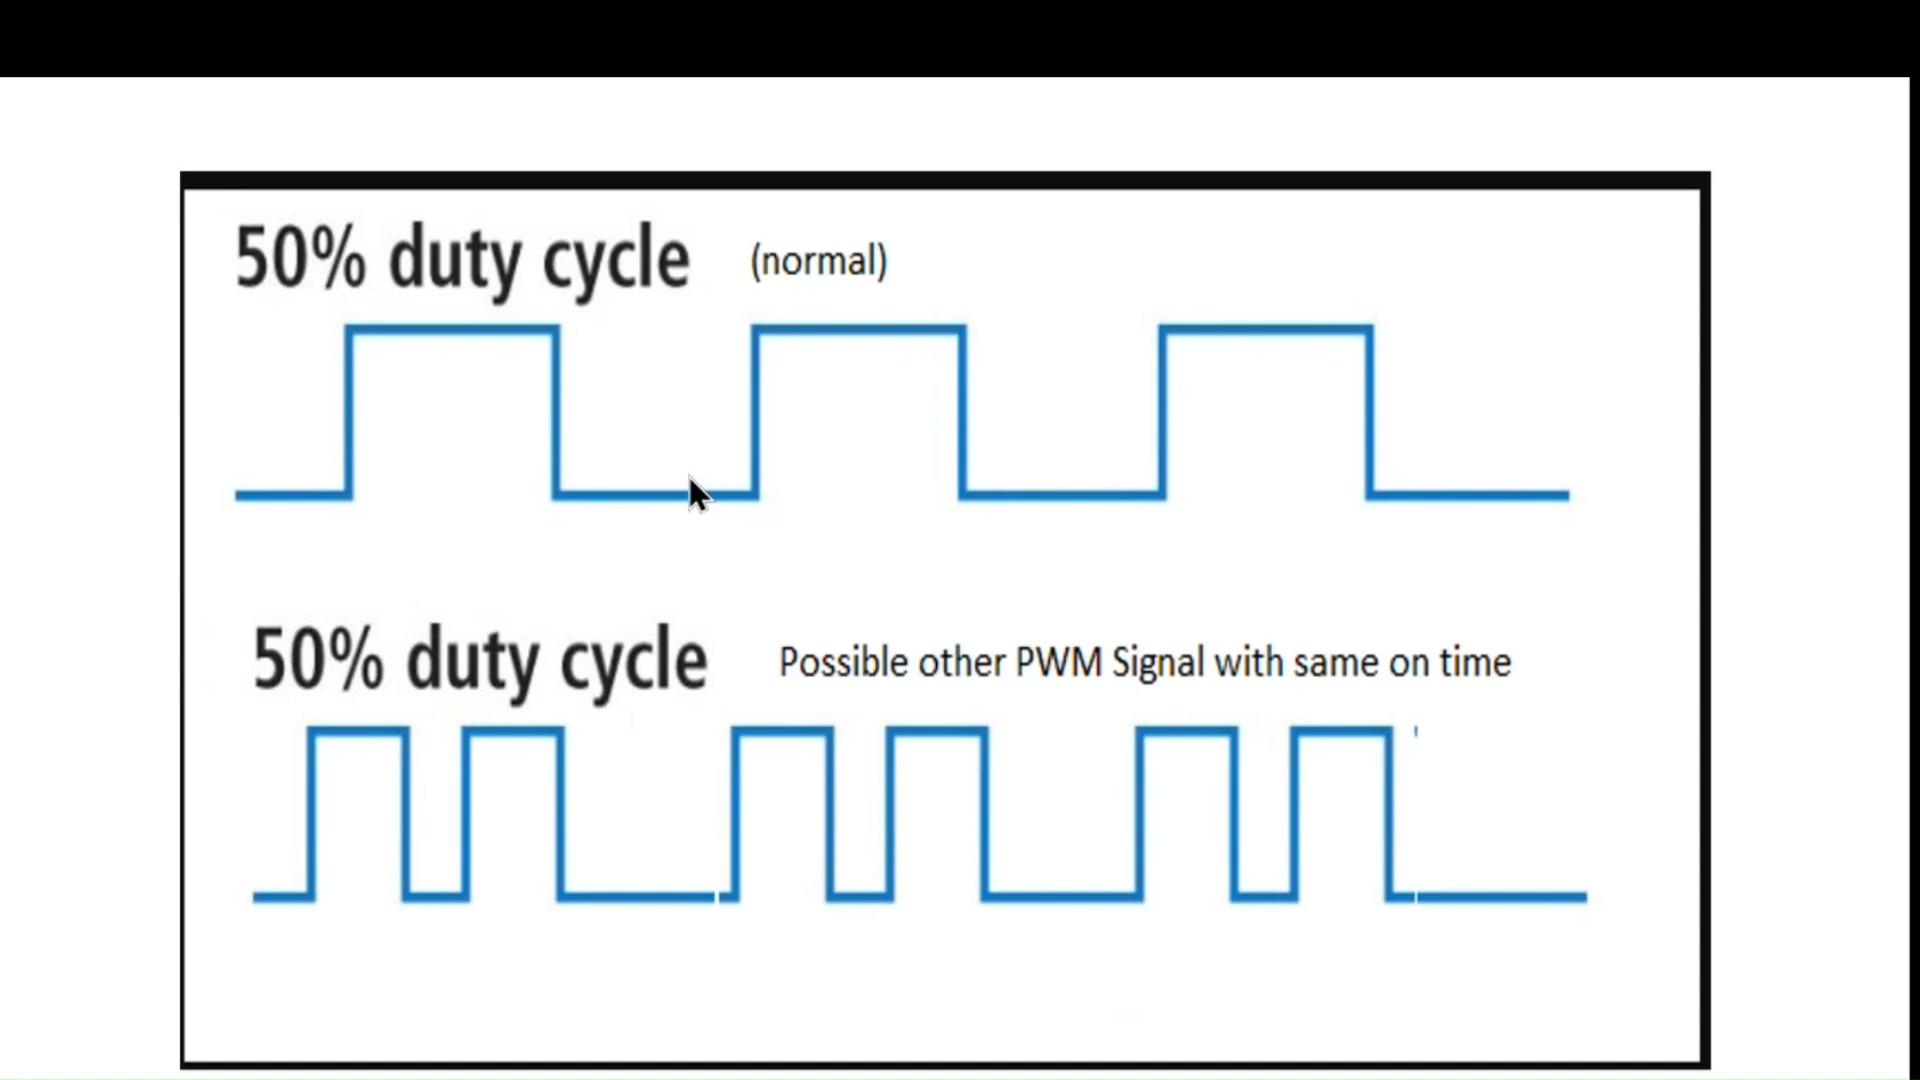 50% duty cycle (normal)
50% duty cycle Possible other PWM Signal with same on time